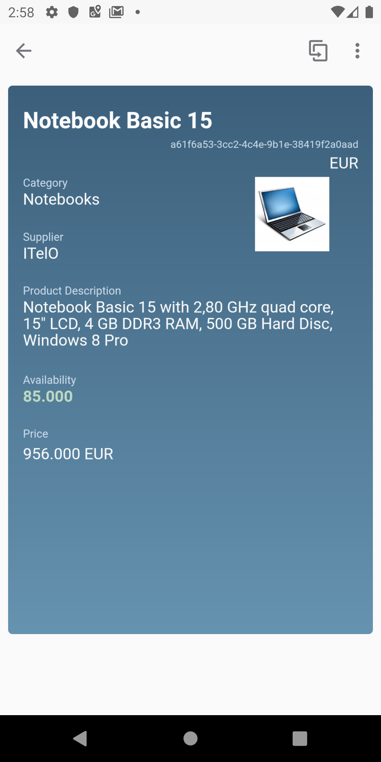 2:58
Notebook Basic 15
a61f6a53-3cc2-4c4e-9b1e-38419f2a0aad
EUR
Category
Notebooks
Supplier
ITelO
Product Description
Notebook Basic 15 with 2,80 GHz quad core,
15" LCD, 4 GB DDR3 RAM, 500 GB Hard Disc,
Windows 8 Pro
Availability
85.000
Price
956.000 EUR